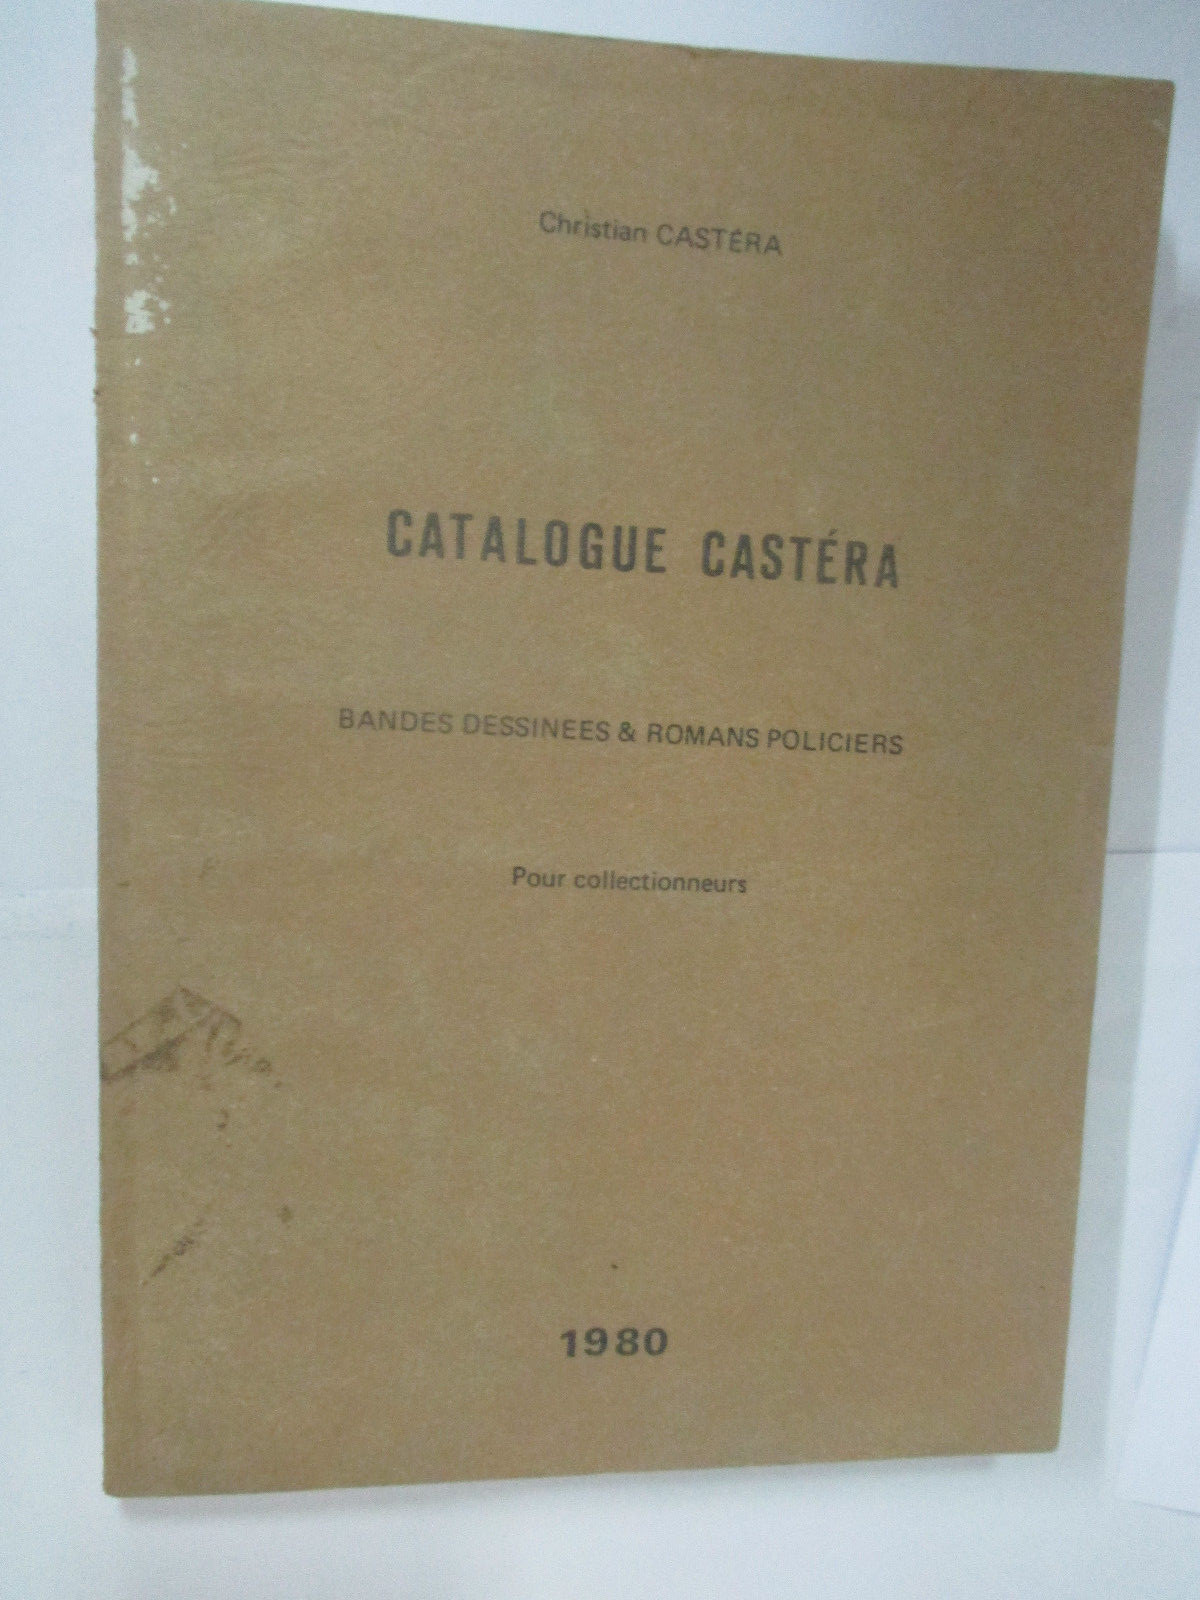 Christian CASTÉRA
CATALOGUE CASTÉRA
BANDES DESSINEES & ROMANS POLICIERS
Pour collectionneurs
1980